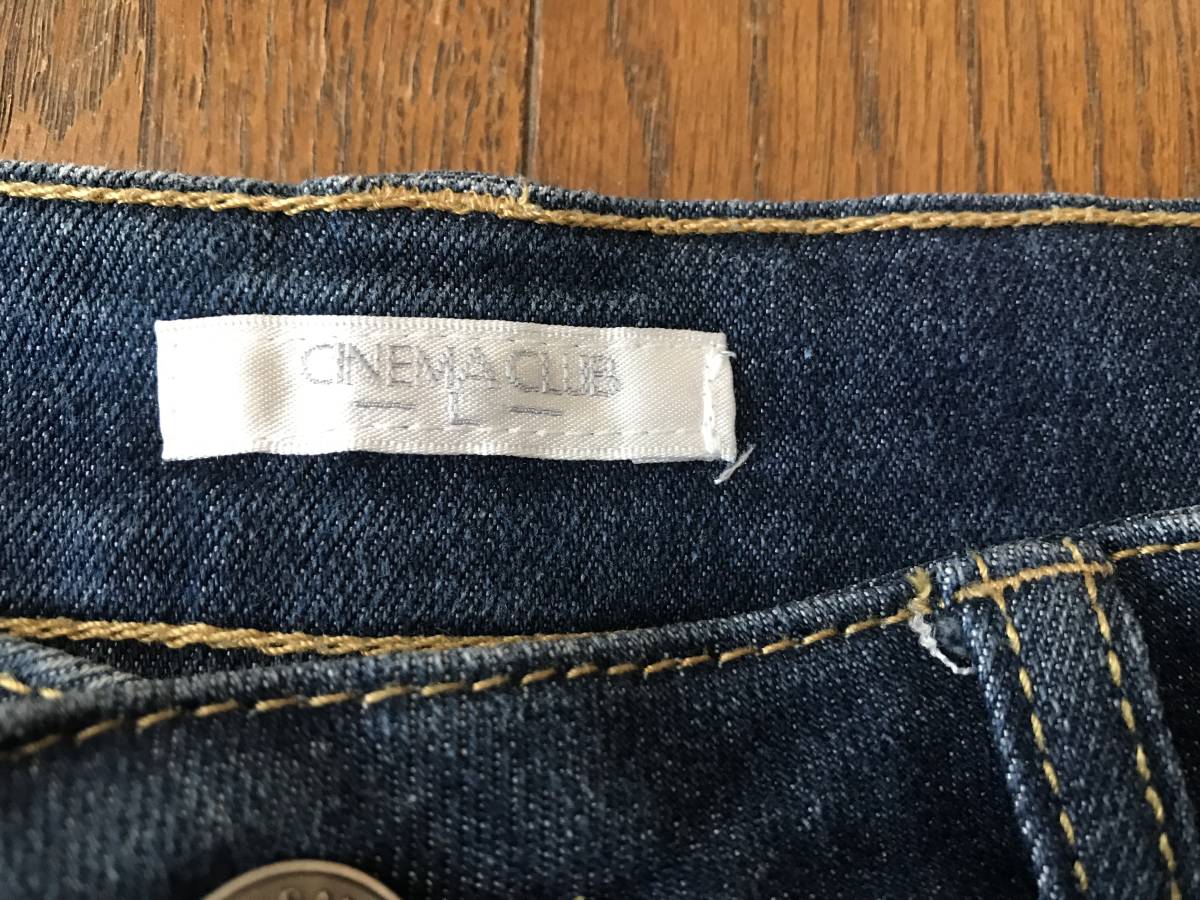 CINEMA CLUB
— L —